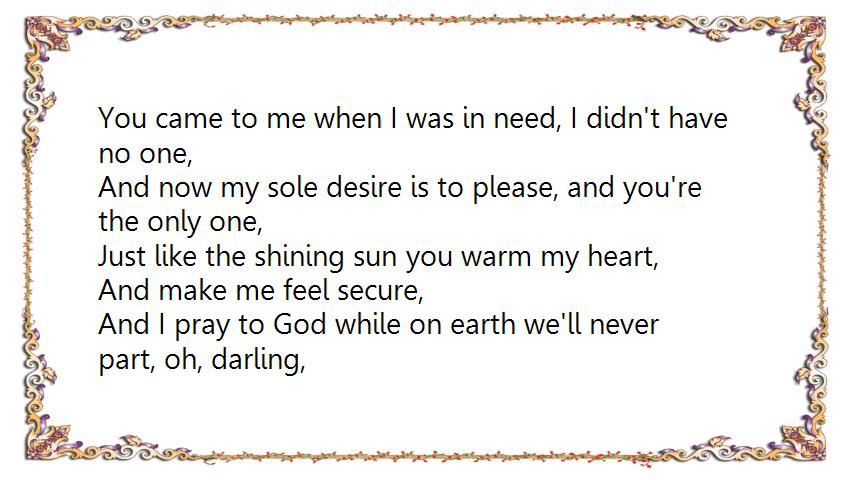 You came to me when I was in need, I didn't have
no one,
And now my sole desire is to please, and you're
the only one,
Just like the shining sun you warm my heart,
And make me feel secure,
And I pray to God while on earth we'll never
part, oh, darling,